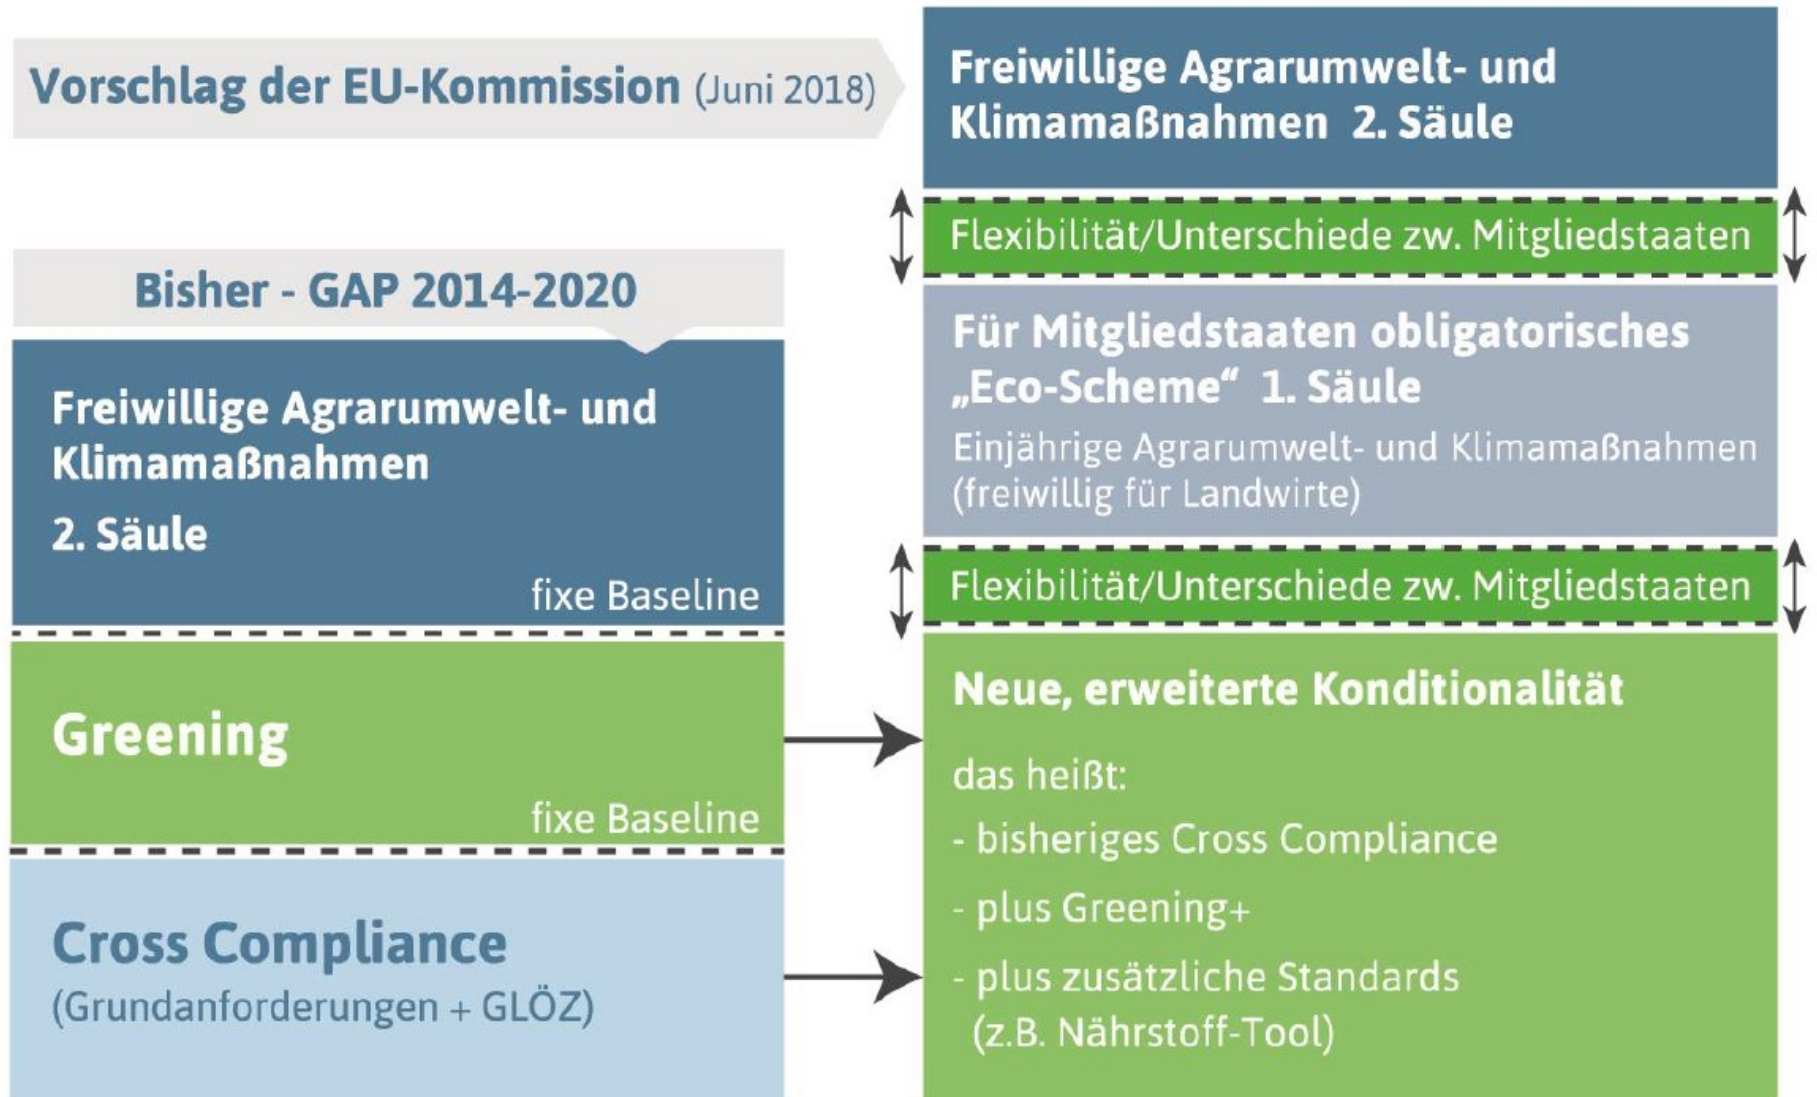 Vorschlag der EU-Kommission (Juni 2018)
Bisher - GAP 2014-2020
Freiwillige Agrarumwelt- und
Klimamaßnahmen
2. Säule
fixe Baseline
Greening
fixe Baseline
Cross Compliance
(Grundanforderungen + GLÖZ)
Freiwillige Agrarumwelt- und
Klimamaßnahmen 2. Säule
Flexibilität/Unterschiede zw. Mitgliedstaaten
Für Mitgliedstaaten obligatorisches
„Eco-Scheme“ 1. Säule
Einjährige Agrarumwelt- und Klimamaßnahmen
(freiwillig für Landwirte)
Flexibilität/Unterschiede zw. Mitgliedstaaten
Neue, erweiterte Konditionalität
das heißt:
- bisheriges Cross Compliance
- plus Greening+
- plus zusätzliche Standards
(z.B. Nährstoff-Tool)